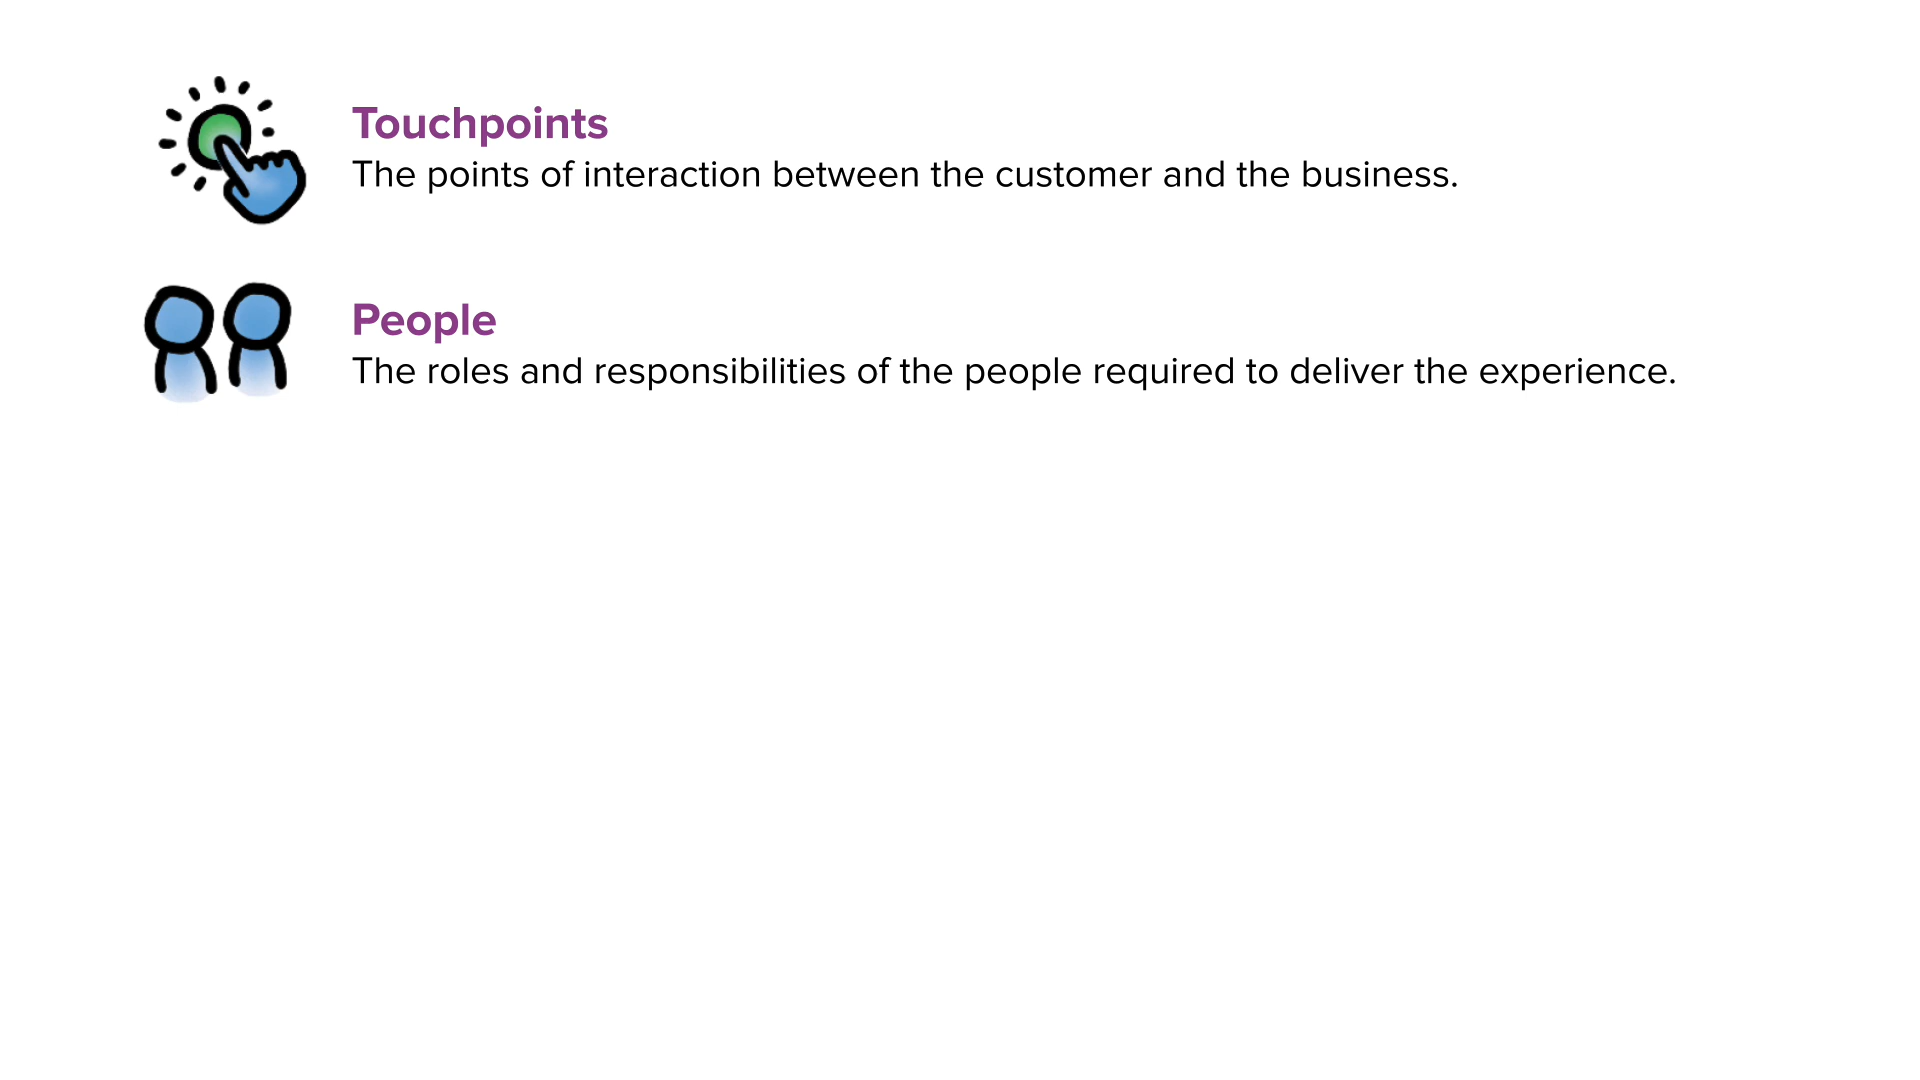 Touchpoints
The points of interaction between the customer and the business.
People
The roles and responsibilities of the people required to deliver the experience.